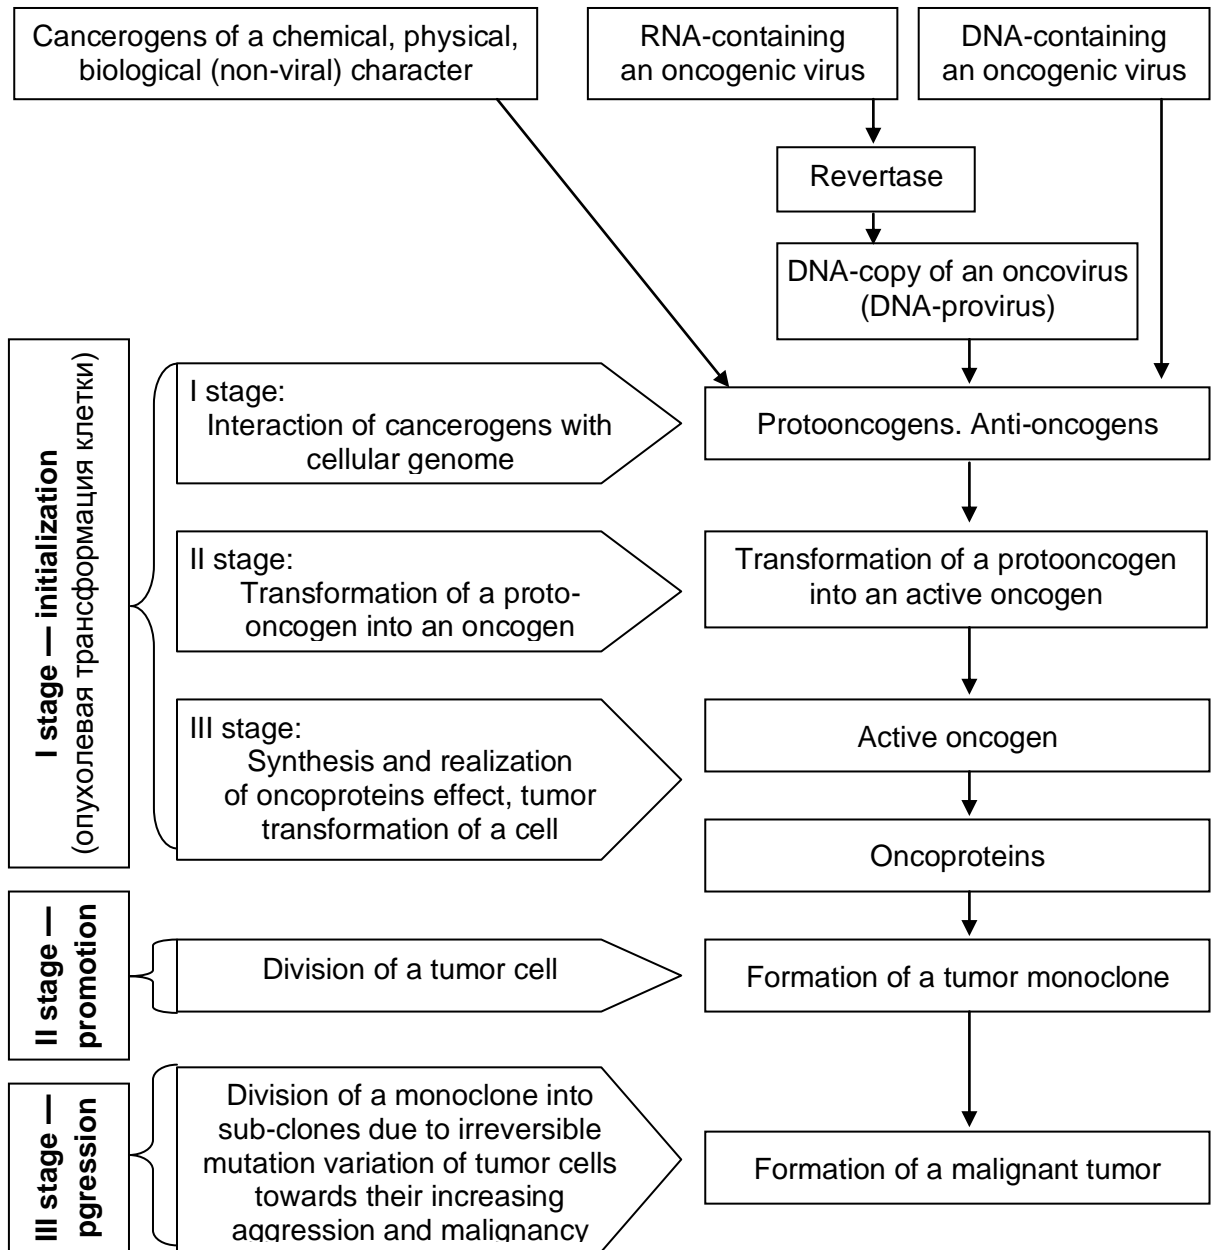 Cancerogens of a chemical, physical,
biological (non-viral) character
RNA-containing
an oncogenic virus
DNA-containing
an oncogenic virus
Revertase
DNA-copy of an oncovirus
(DNA-provirus)
I stage — initialization
(опухолевая трансформация клетки)
I stage:
Interaction of cancerogens with
cellular genome
Protooncogens. Anti-oncogens
II stage:
Transformation of a proto-
oncogen into an oncogen
Transformation of a protooncogen
into an active oncogen
III stage:
Synthesis and realization
of oncoproteins effect, tumor
transformation of a cell
Active oncogen
Oncoproteins
II stage —
promotion
Division of a tumor cell
Formation of a tumor monoclone
III stage —
pgression
Division of a monoclone into
sub-clones due to irreversible
mutation variation of tumor cells
towards their increasing
aggression and malignancy
Formation of a malignant tumor